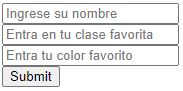 Ingrese su nombre
Entra en tu clase favorita
Entra tu color favorito
Submit